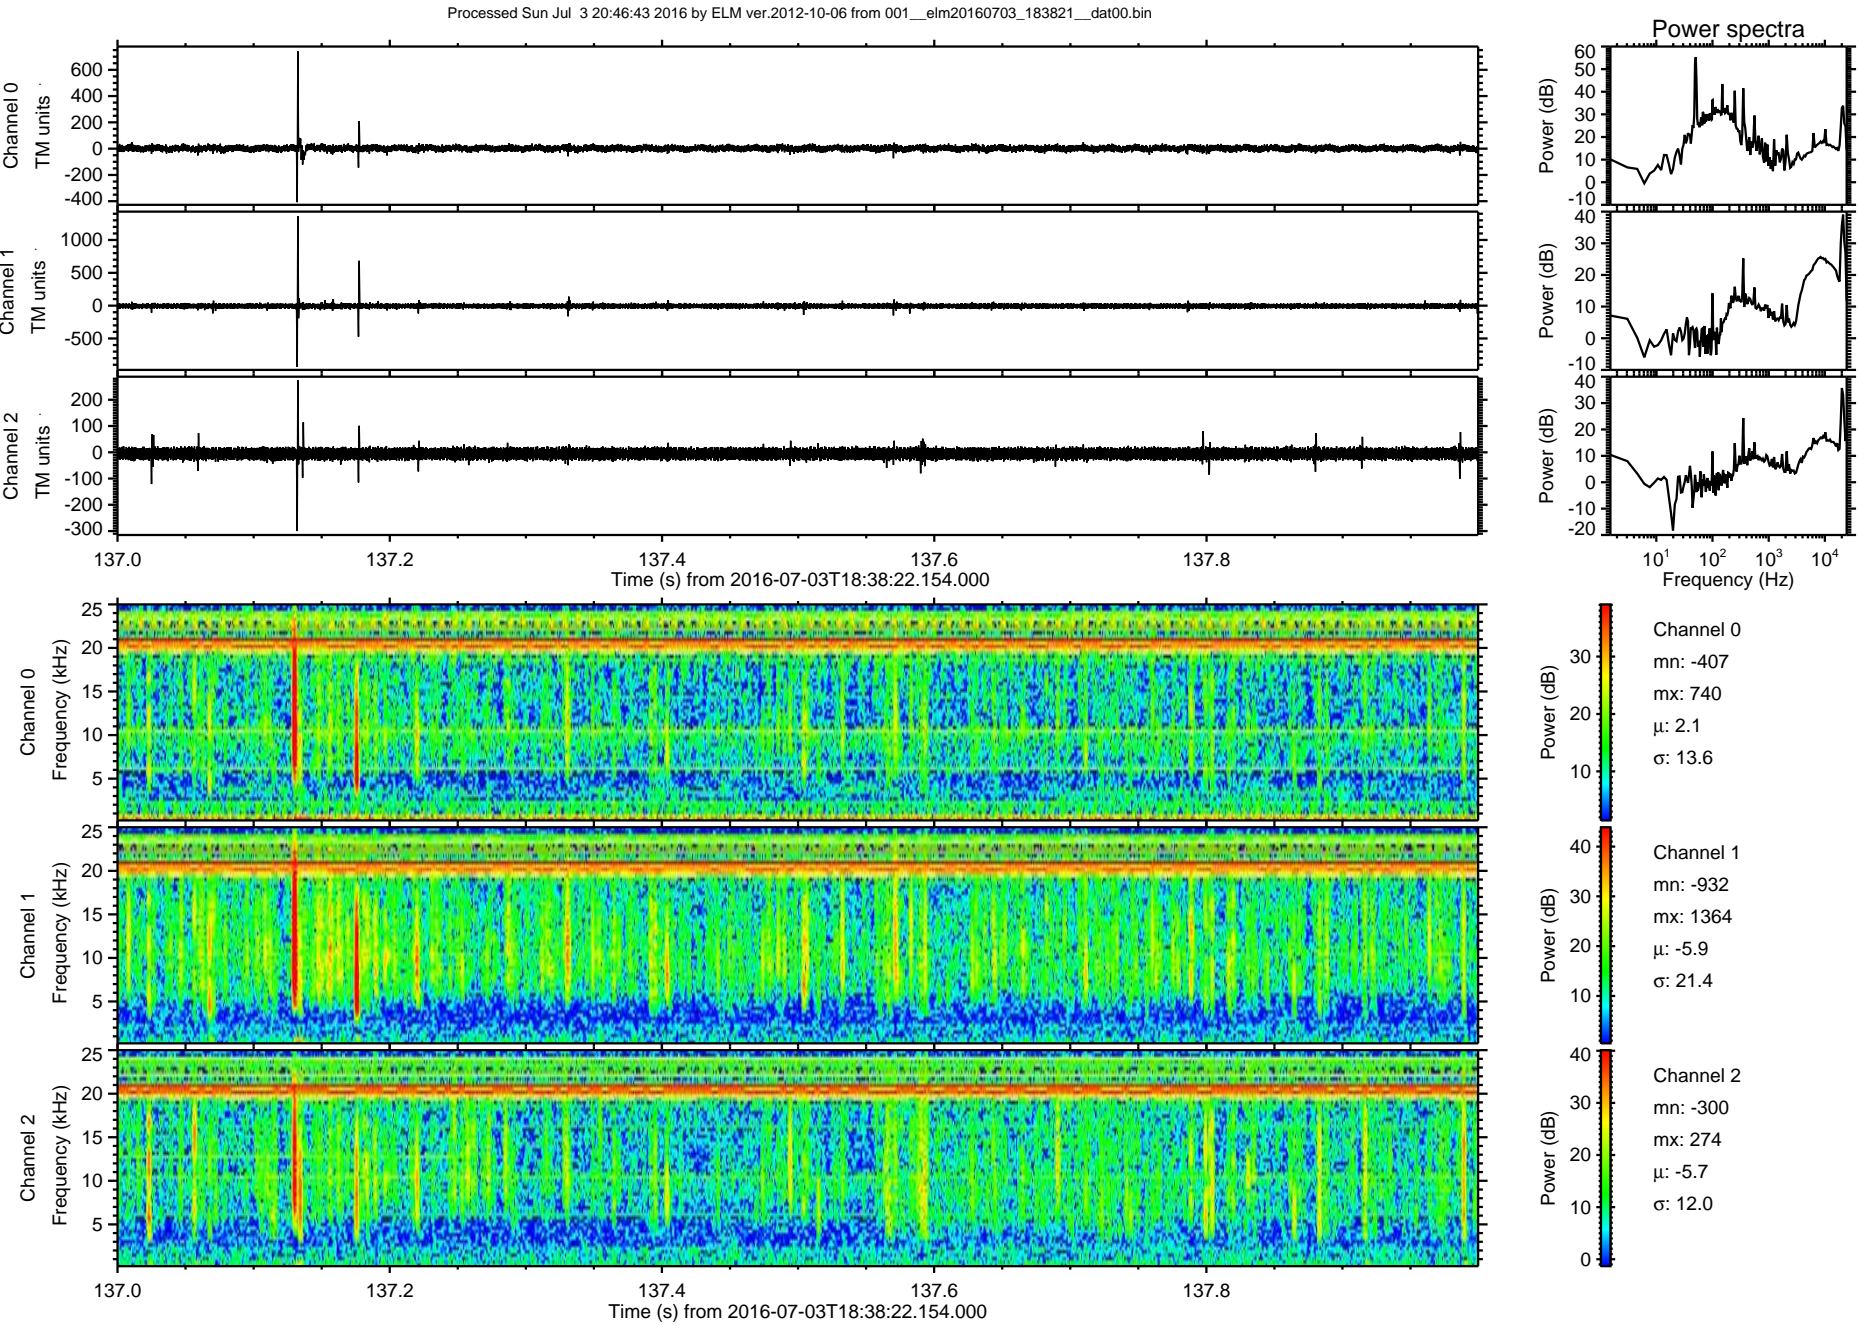 Processed Sun Jul  3 20:46:43 2016 by ELM ver.2012-10-06 from 001__elm20160703_183821__dat00.bin
Power spectra
Channel 0
TM units
600
400
200
0
-200
-400
Power (dB)
60
50
40
30
20
10
0
-10
Channel 1
TM units
1000
500
0
-500
Power (dB)
40
30
20
10
0
-10
Channel 2
TM units
200
100
0
-100
-200
-300
Power (dB)
40
30
20
10
0
-10
-20
137.0 137.2 137.4 137.6 137.8
Time (s) from 2016-07-03T18:38:22.154.000
10^1 10^2 10^3 10^4
Frequency (Hz)
Channel 0
Frequency (kHz)
25
20
15
10
5
Power (dB)
30
20
10
Channel 0
mn: -407
mx: 740
μ: 2.1
σ: 13.6
Channel 1
Frequency (kHz)
25
20
15
10
5
Power (dB)
40
30
20
10
Channel 1
mn: -932
mx: 1364
μ: -5.9
σ: 21.4
Channel 2
Frequency (kHz)
25
20
15
10
5
Power (dB)
40
30
20
10
0
Channel 2
mn: -300
mx: 274
μ: -5.7
σ: 12.0
137.0 137.2 137.4 137.6 137.8
Time (s) from 2016-07-03T18:38:22.154.000